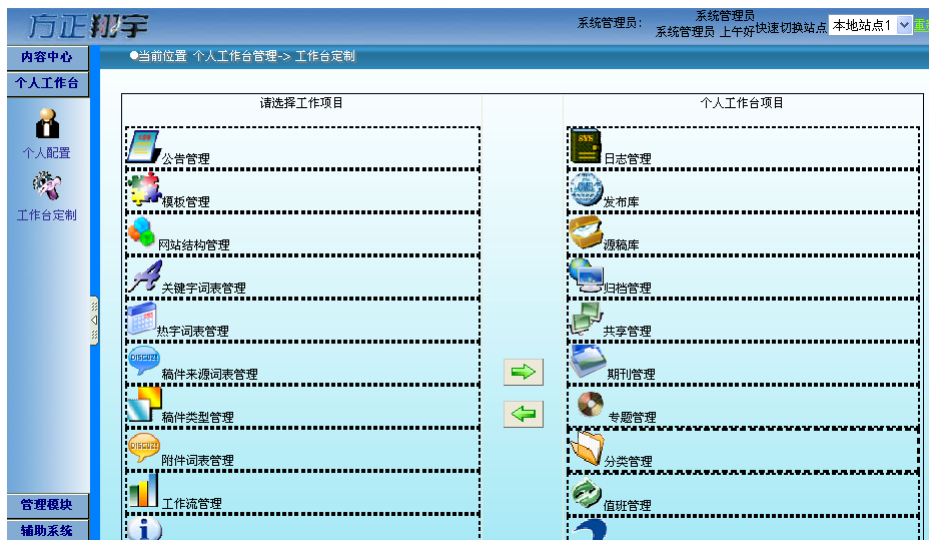 方正翔宇
系统管理员：
系统管理员
系统管理员 上午好
快速切换站点
本地站点1
内容中心
●当前位置 个人工作台管理-> 工作台定制
个人工作台
个人配置
工作台定制
管理模块
辅助系统
请选择工作项目
公告管理
模板管理
网站结构管理
关键字词表管理
热字词表管理
DISCUZ!
稿件来源词表管理
稿件类型管理
DISCUZ!
附件词表管理
工作流管理
个人工作台项目
SYS
日志管理
发布库
源稿库
归档管理
共享管理
期刊管理
专题管理
分类管理
值班管理